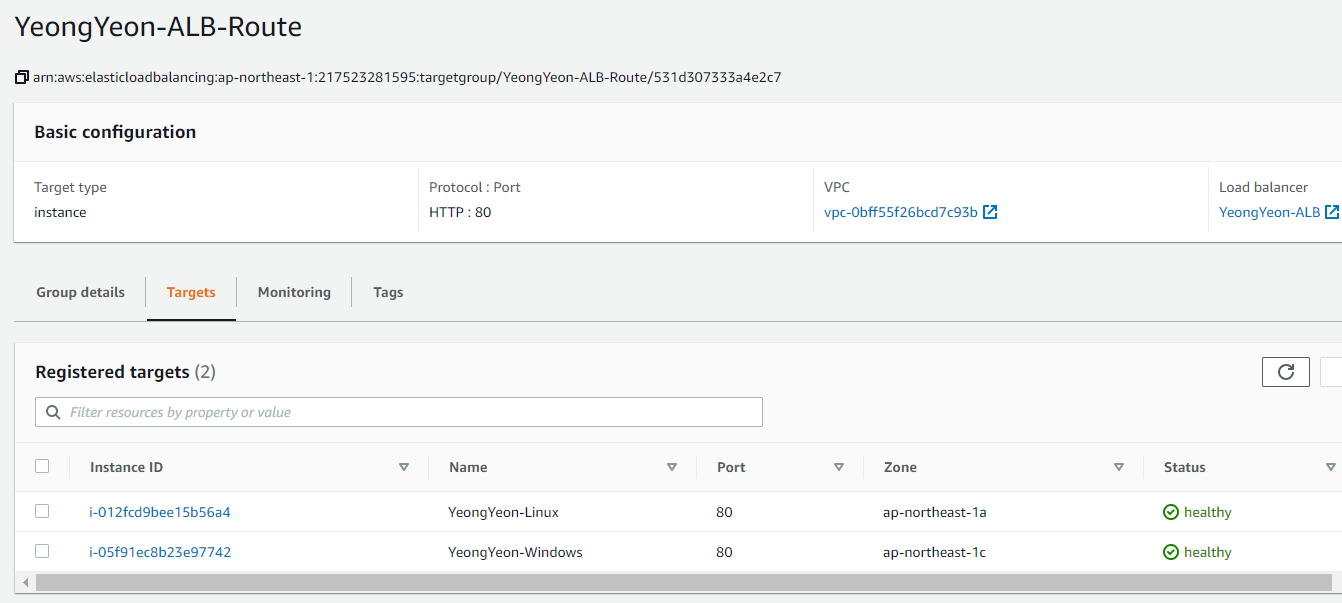 YeongYeon-ALB-Route
arn:aws:elasticloadbalancing:ap-northeast-1:217523281595:targetgroup/YeongYeon-ALB-Route/531d307333a4e2c7
Basic configuration
Target type Protocol : Port VPC Load balancer
instance HTTP : 80 vpc-0bff55f26bcd7c93b YeongYeon-ALB
Group details Targets Monitoring Tags
Registered targets (2)
Filter resources by property or value
Instance ID Name Port Zone Status
i-012fcd9bee15b56a4 YeongYeon-Linux 80 ap-northeast-1a healthy
i-05f91ec8b23e97742 YeongYeon-Windows 80 ap-northeast-1c healthy